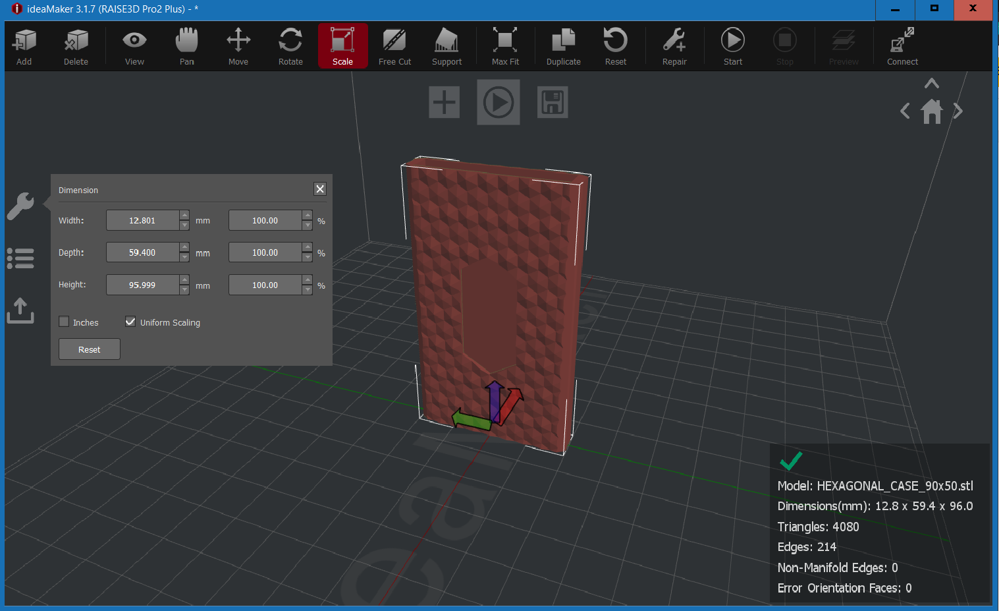 ideaMaker 3.1.7 (RAISE3D Pro2 Plus) - *
Add Delete View Pan Move Rotate Scale Free Cut Support Max Fit Duplicate Reset Repair Start Stop Preview Connect
Dimension
Width: 12.801 mm 100.00 %
Depth: 59.400 mm 100.00 %
Height: 95.999 mm 100.00 %
Inches Uniform Scaling
Reset
Model: HEXAGONAL_CASE_90x50.stl
Dimensions(mm): 12.8 x 59.4 x 96.0
Triangles: 4080
Edges: 214
Non-Manifold Edges: 0
Error Orientation Faces: 0